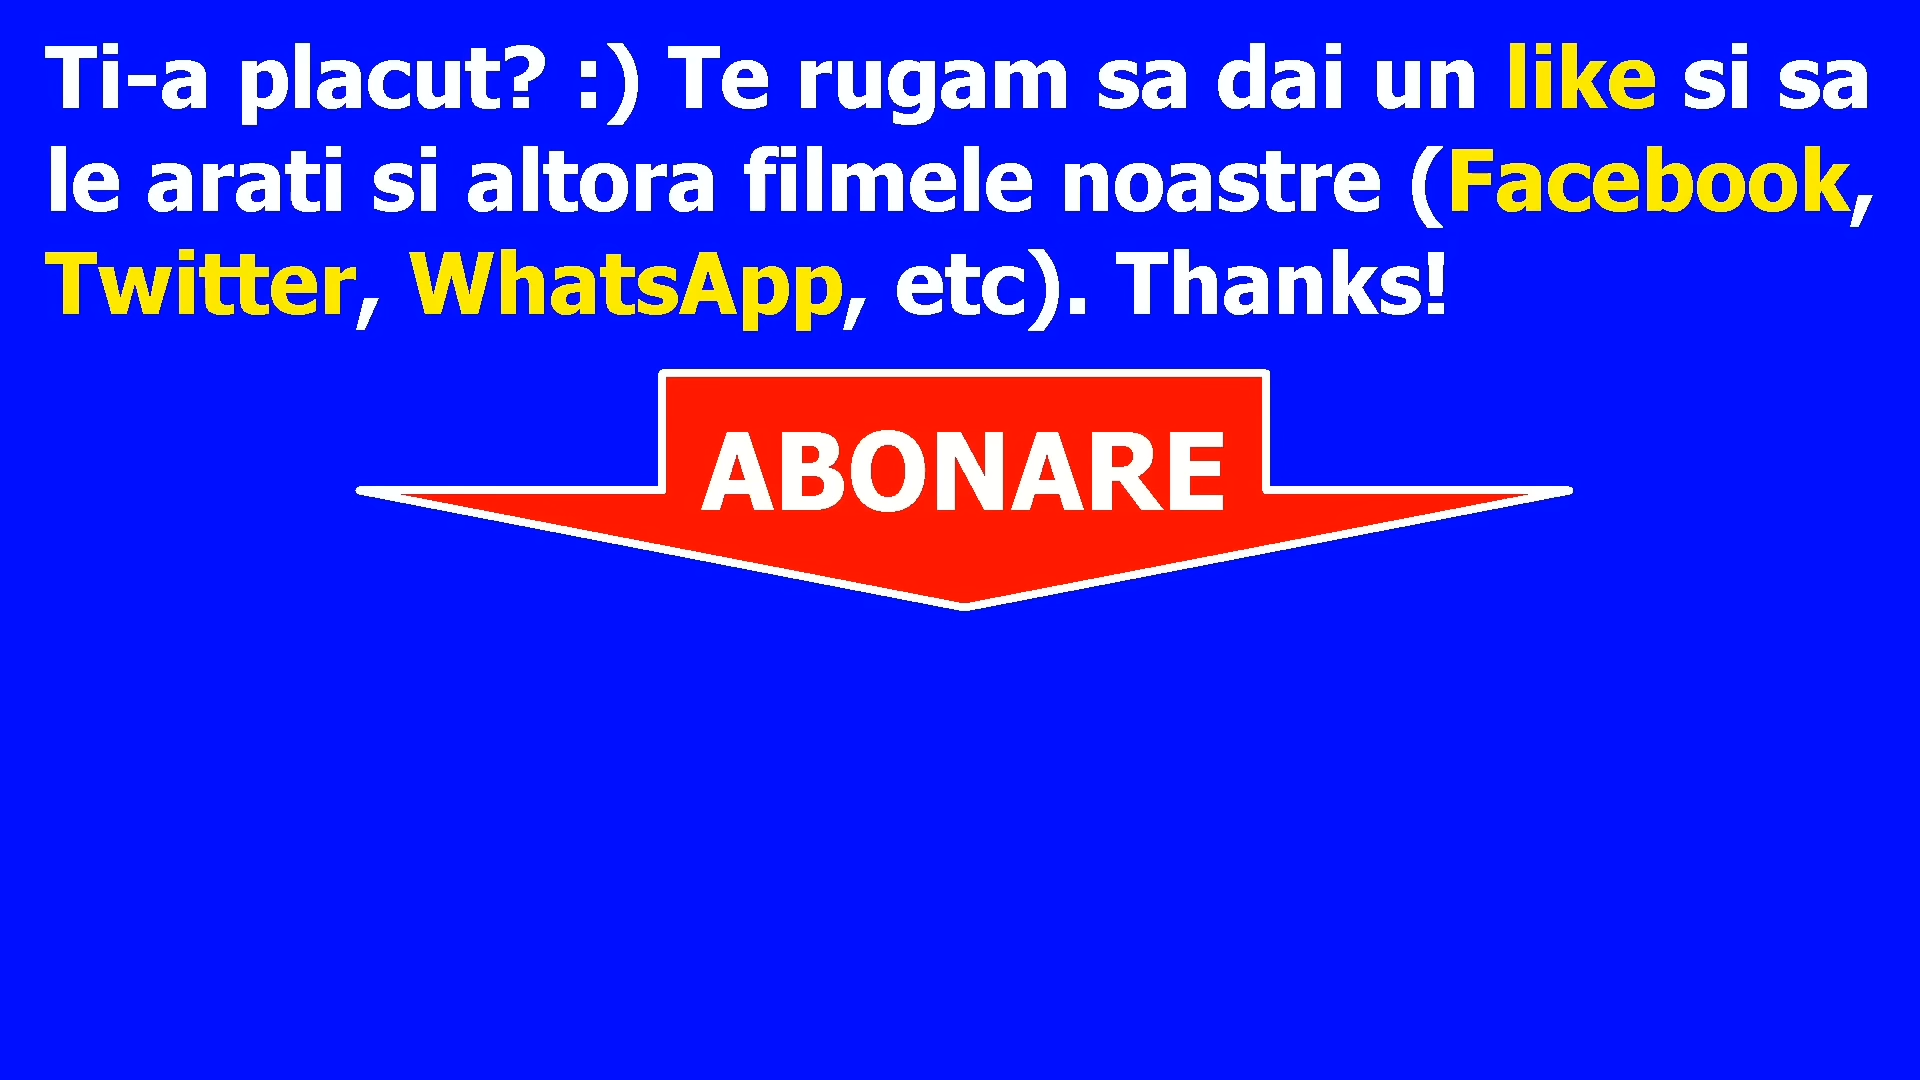 Ti-a placut? :) Te rugam sa dai un like si sa
le arati si altora filmele noastre (Facebook,
Twitter, WhatsApp, etc). Thanks!
ABONARE